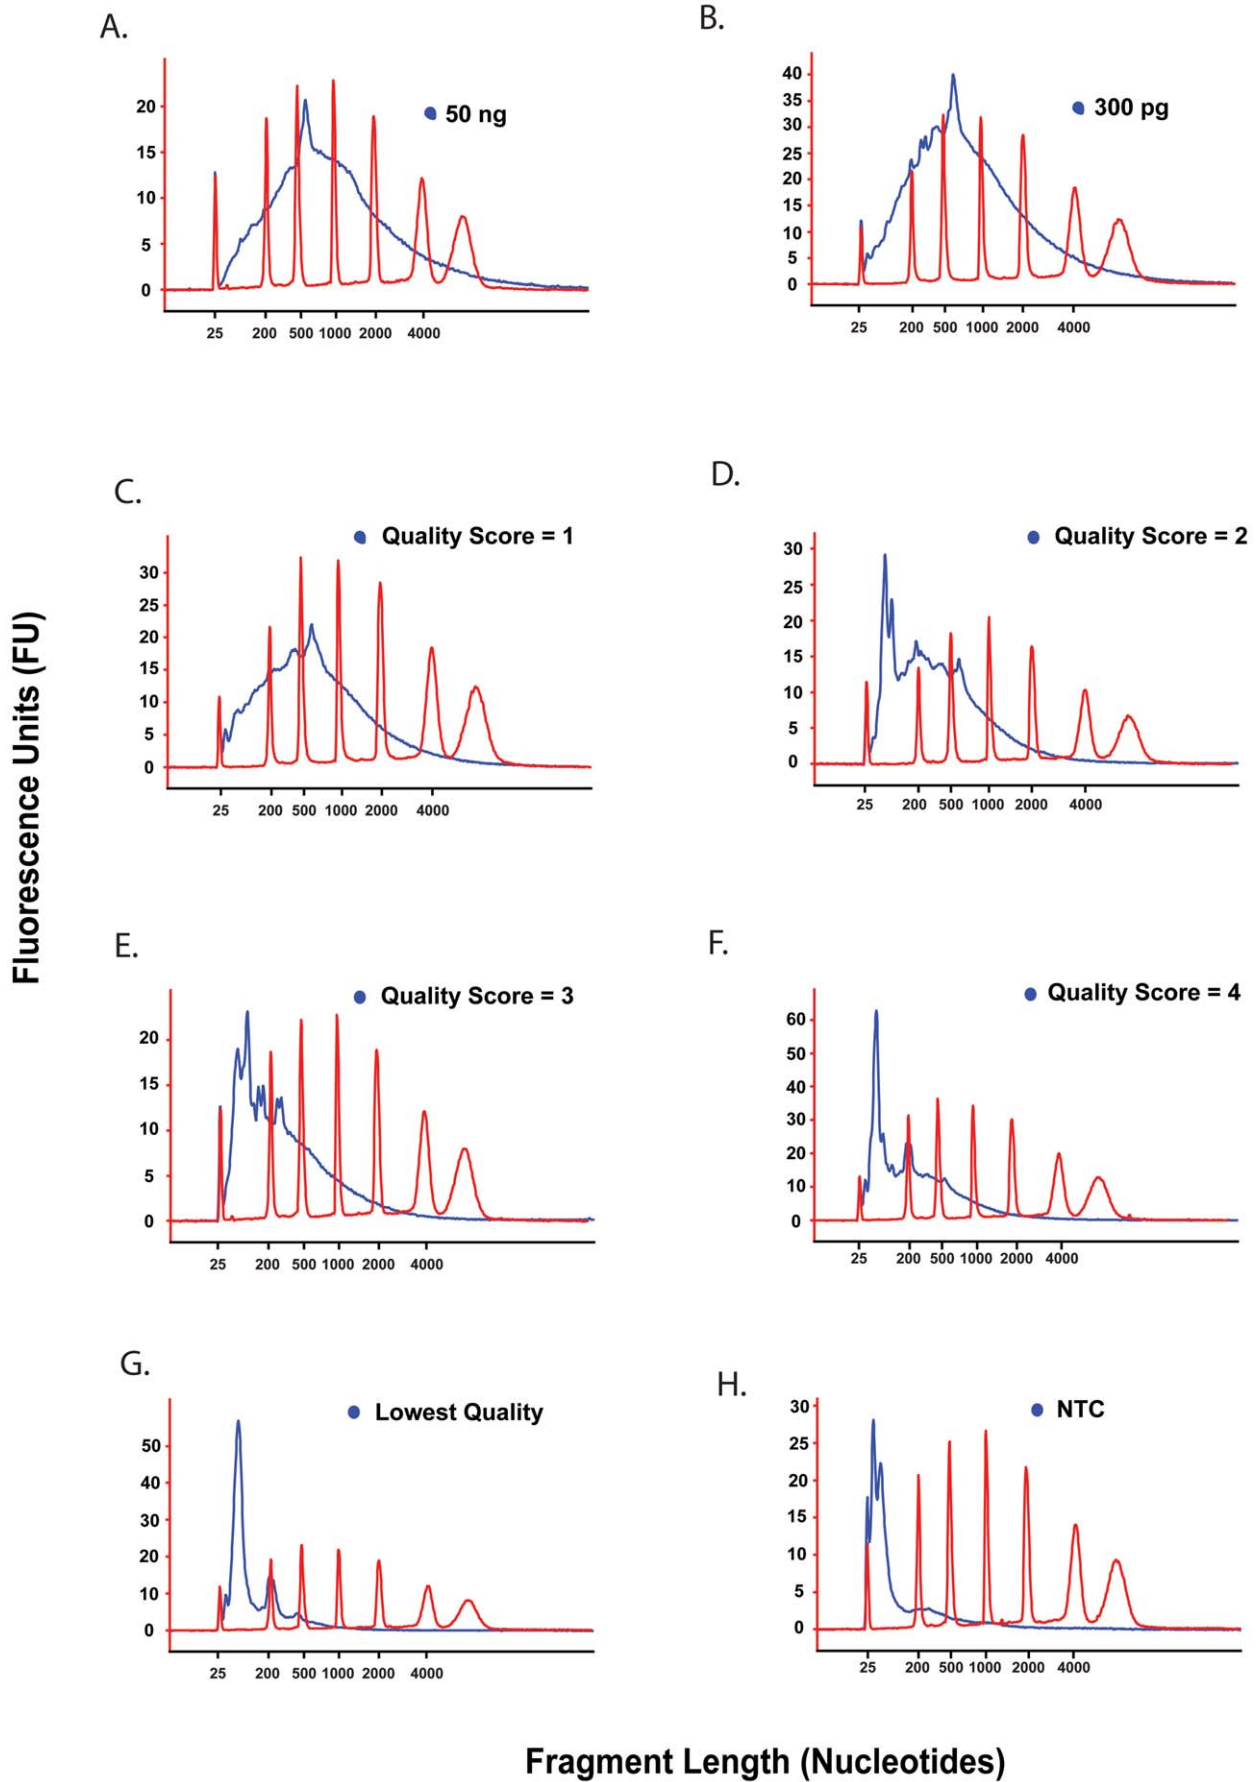 A.
50 ng
20
15
10
5
0
25 200 500 1000 2000 4000
B.
300 pg
40
35
30
25
20
15
10
5
0
25 200 500 1000 2000 4000
C.
Quality Score = 1
30
25
20
15
10
5
0
25 200 500 1000 2000 4000
D.
Quality Score = 2
30
25
20
15
10
5
0
25 200 500 1000 2000 4000
Fluorescence Units (FU)
E.
Quality Score = 3
20
15
10
5
0
25 200 500 1000 2000 4000
F.
Quality Score = 4
60
50
40
30
20
10
0
25 200 500 1000 2000 4000
G.
Lowest Quality
50
40
30
20
10
0
25 200 500 1000 2000 4000
H.
NTC
30
25
20
15
10
5
0
25 200 500 1000 2000 4000
Fragment Length (Nucleotides)